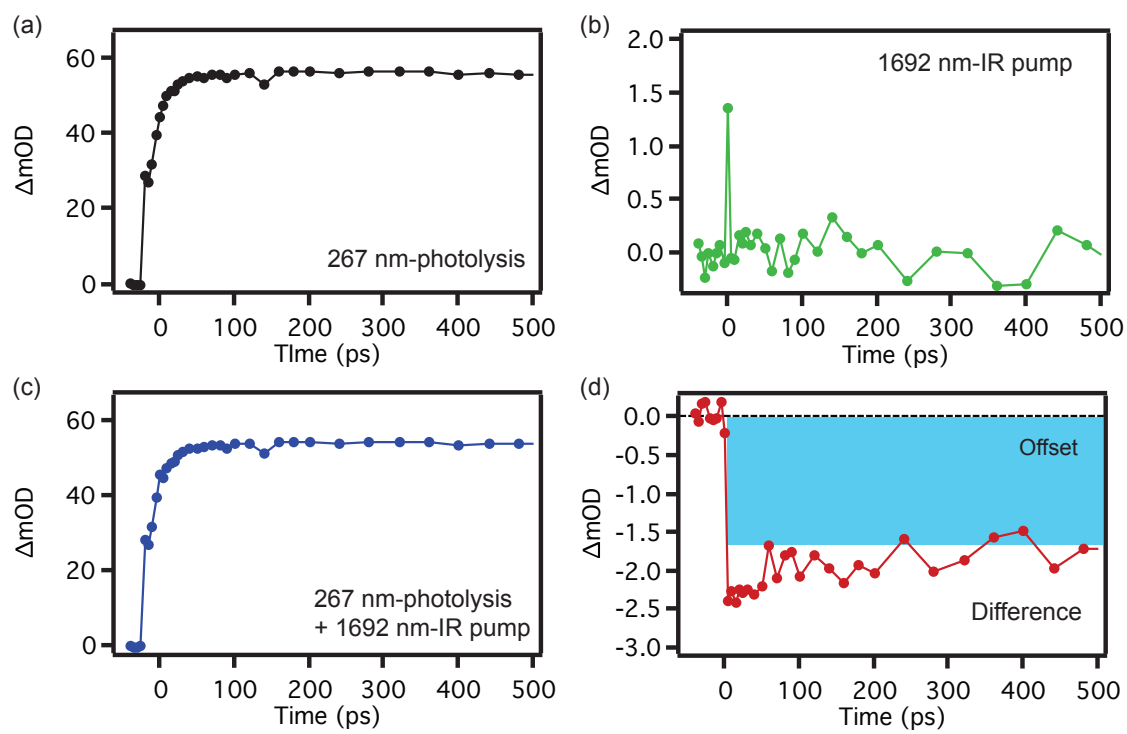 (a)
60
40
20
0
ΔmOD
267 nm-photolysis
0 100 200 300 400 500
TIme (ps)
(b)
2.0
1.5
1.0
0.5
0.0
ΔmOD
1692 nm-IR pump
0 100 200 300 400 500
Time (ps)
(c)
60
40
20
0
ΔmOD
267 nm-photolysis
+ 1692 nm-IR pump
0 100 200 300 400 500
Time (ps)
(d)
0.0
-0.5
-1.0
-1.5
-2.0
-2.5
-3.0
ΔmOD
Offset
Difference
0 100 200 300 400 500
Time (ps)